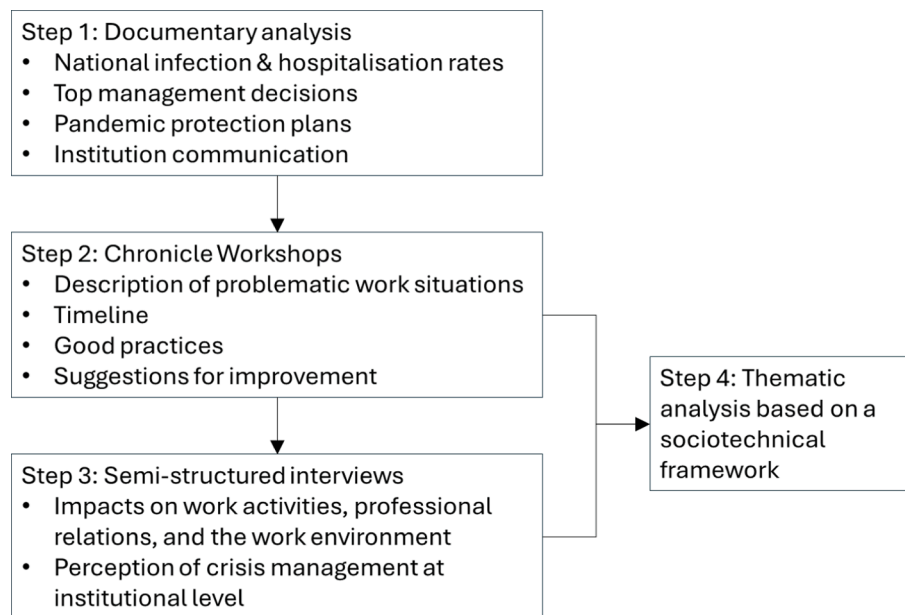 Step 1: Documentary analysis
• National infection & hospitalisation rates
• Top management decisions
• Pandemic protection plans
• Institution communication
Step 2: Chronicle Workshops
• Description of problematic work situations
• Timeline
• Good practices
• Suggestions for improvement
Step 3: Semi-structured interviews
• Impacts on work activities, professional
relations, and the work environment
• Perception of crisis management at
institutional level
Step 4: Thematic
analysis based on a
sociotechnical
framework